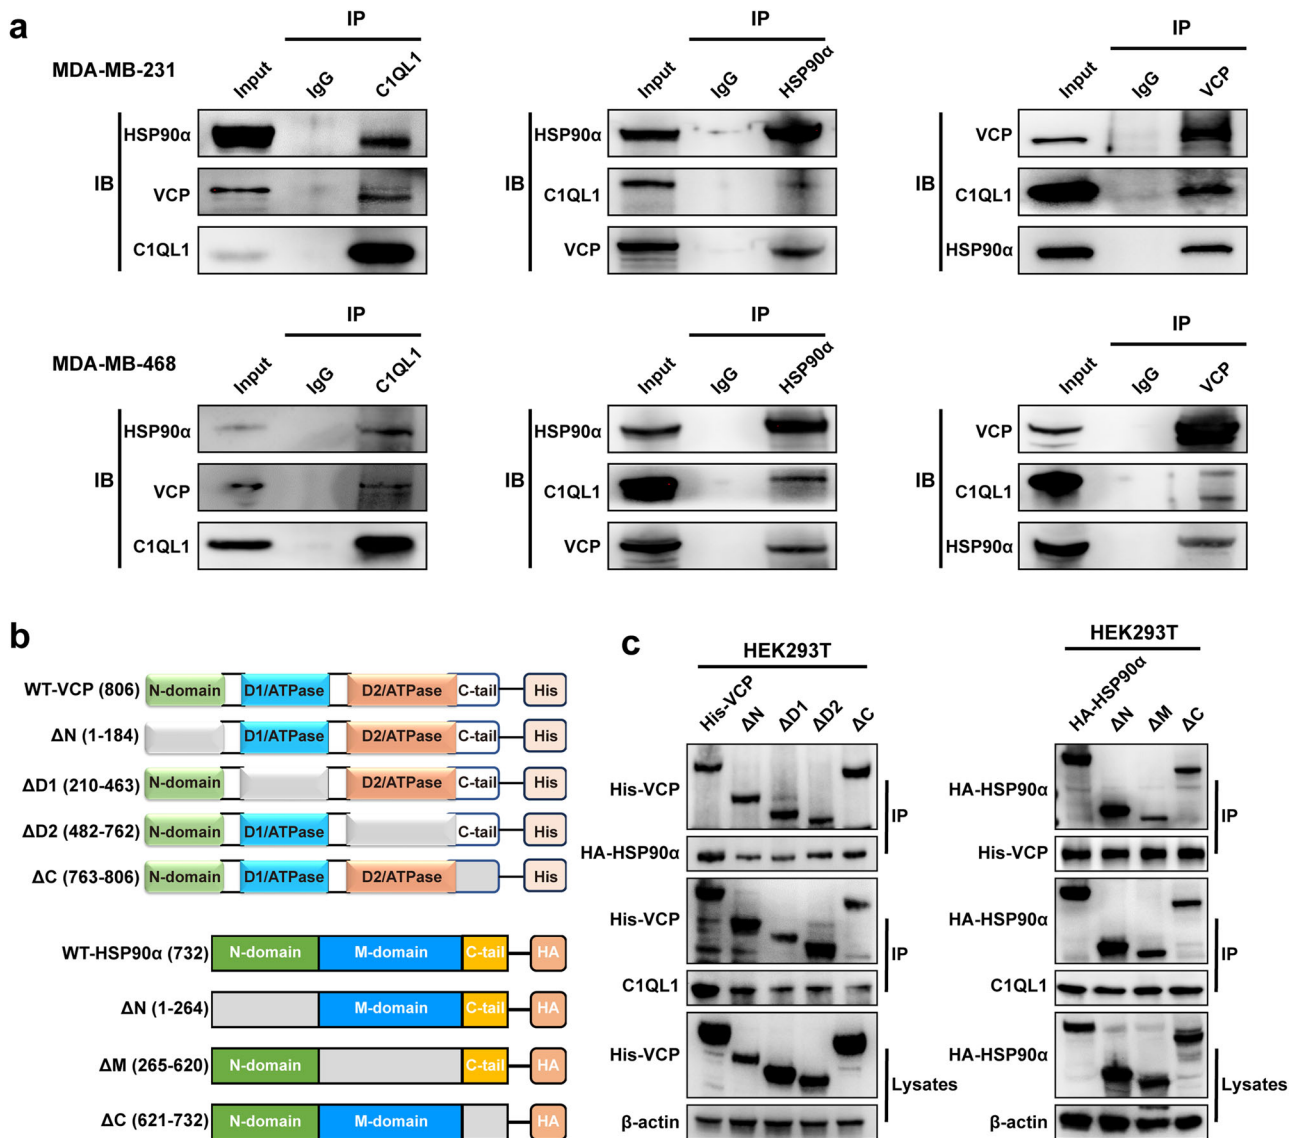 a
MDA-MB-231
IP
Input IgG C1QL1
IB
HSP90α
VCP
C1QL1
IP
Input IgG HSP90α
IB
HSP90α
C1QL1
VCP
IP
Input IgG VCP
IB
VCP
C1QL1
HSP90α
MDA-MB-468
IP
Input IgG C1QL1
IB
HSP90α
VCP
C1QL1
IP
Input IgG HSP90α
IB
HSP90α
C1QL1
VCP
IP
Input IgG VCP
IB
VCP
C1QL1
HSP90α
b
WT-VCP (806) N-domain D1/ATPase D2/ATPase C-tail His
ΔN (1-184) D1/ATPase D2/ATPase C-tail His
ΔD1 (210-463) N-domain D2/ATPase C-tail His
ΔD2 (482-762) N-domain D1/ATPase C-tail His
ΔC (763-806) N-domain D1/ATPase D2/ATPase His
WT-HSP90α (732) N-domain M-domain C-tail HA
ΔN (1-264) M-domain C-tail HA
ΔM (265-620) N-domain C-tail HA
ΔC (621-732) N-domain M-domain HA
c
HEK293T
His-VCP ΔN ΔD1 ΔD2 ΔC
His-VCP
HA-HSP90α
IP
His-VCP
C1QL1
IP
His-VCP
β-actin
Lysates
HEK293T
HA-HSP90α ΔN ΔM ΔC
HA-HSP90α
His-VCP
IP
HA-HSP90α
C1QL1
IP
HA-HSP90α
β-actin
Lysates